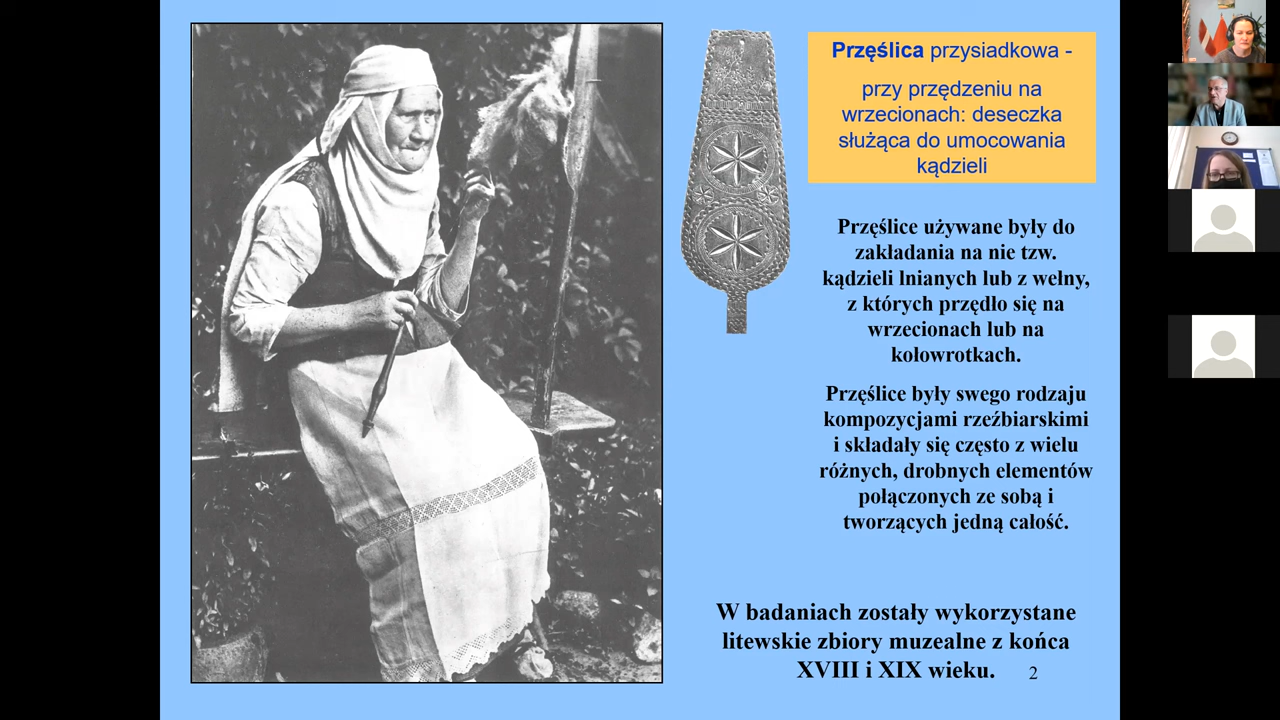 Przęślica przysiadkowa -
przy przędzeniu na
wrzecionach: deseczka
służąca do umocowania
kądzieli
Przęślice używane były do
zakładania na nie tzw.
kądzieli lnianych lub z wełny,
z których przędło się na
wrzecionach lub na
kołowrotkach.
Przęślice były swego rodzaju
kompozycjami rzeźbiarskimi
i składały się często z wielu
różnych, drobnych elementów
połączonych ze sobą i
tworzących jedną całość.
W badaniach zostały wykorzystane
litewskie zbiory muzealne z końca
XVIII i XIX wieku.
2